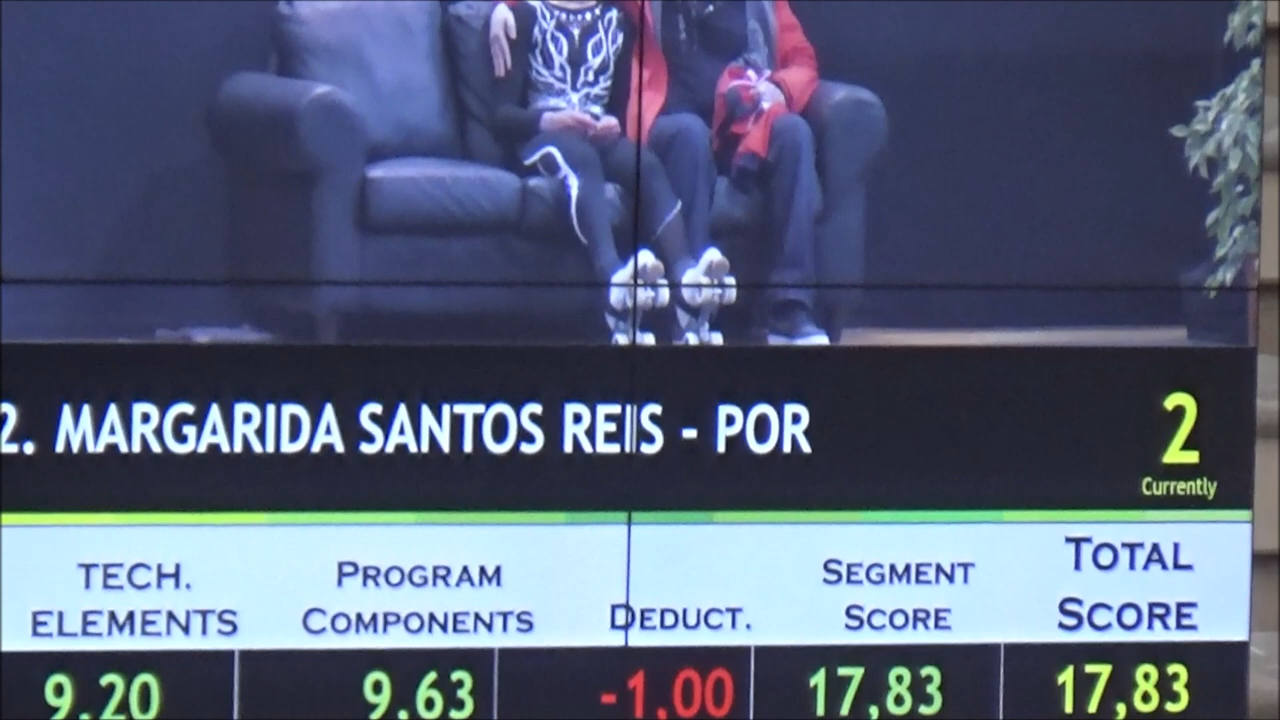 2. MARGARIDA SANTOS REIS - POR
2
Currently
TECH. ELEMENTS
PROGRAM COMPONENTS
DEDUCT.
SEGMENT SCORE
TOTAL SCORE
9,20
9,63
-1,00
17,83
17,83